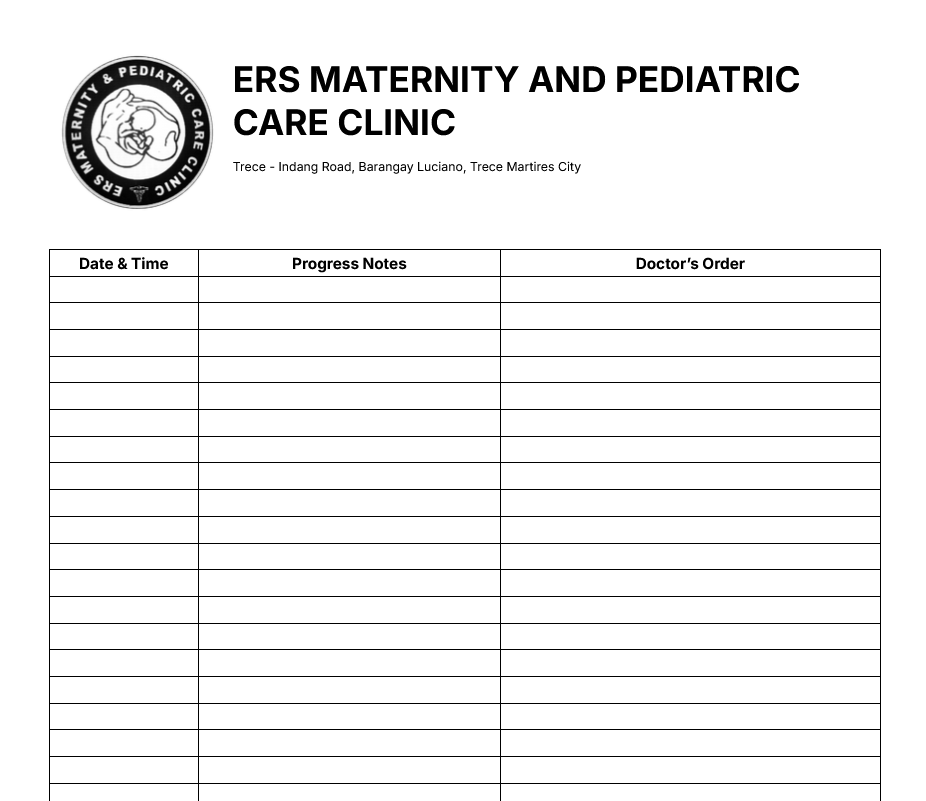 ERS MATERNITY & PEDIATRIC CARE CLINIC
ERS MATERNITY AND PEDIATRIC
CARE CLINIC
Trece - Indang Road, Barangay Luciano, Trece Martires City
Date & Time Progress Notes Doctor’s Order